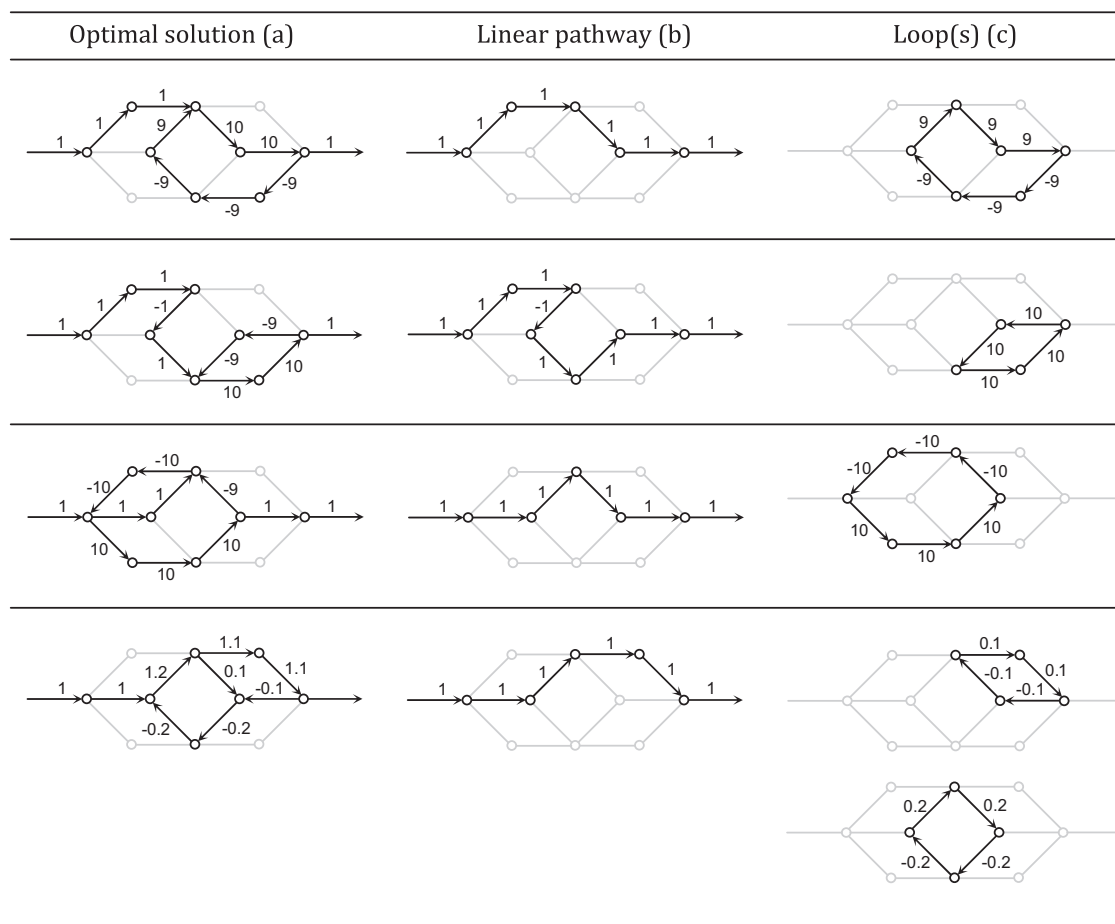 Optimal solution (a) Linear pathway (b) Loop(s) (c)
1 1 1
1 1 9 10 10 1 1 1 1 1 1 9 9 9
-9 -9 -9 -9
-9 -9
1 1 1
1 1 -1 -9 1 1 1 -1 1 1 10
1 -9 10 1 1 10 10
10 10
-10 -10
-10 1 -9 1 1 -10 -10
1 1 1 1 1 1 1 1
10 10 10 10
10 10
1.1 1 0.1
1.2 0.1 1.1 1 1 -0.1 0.1
1 1 -0.1 1 1 1 -0.1
-0.2 -0.2
0.2 0.2
-0.2 -0.2